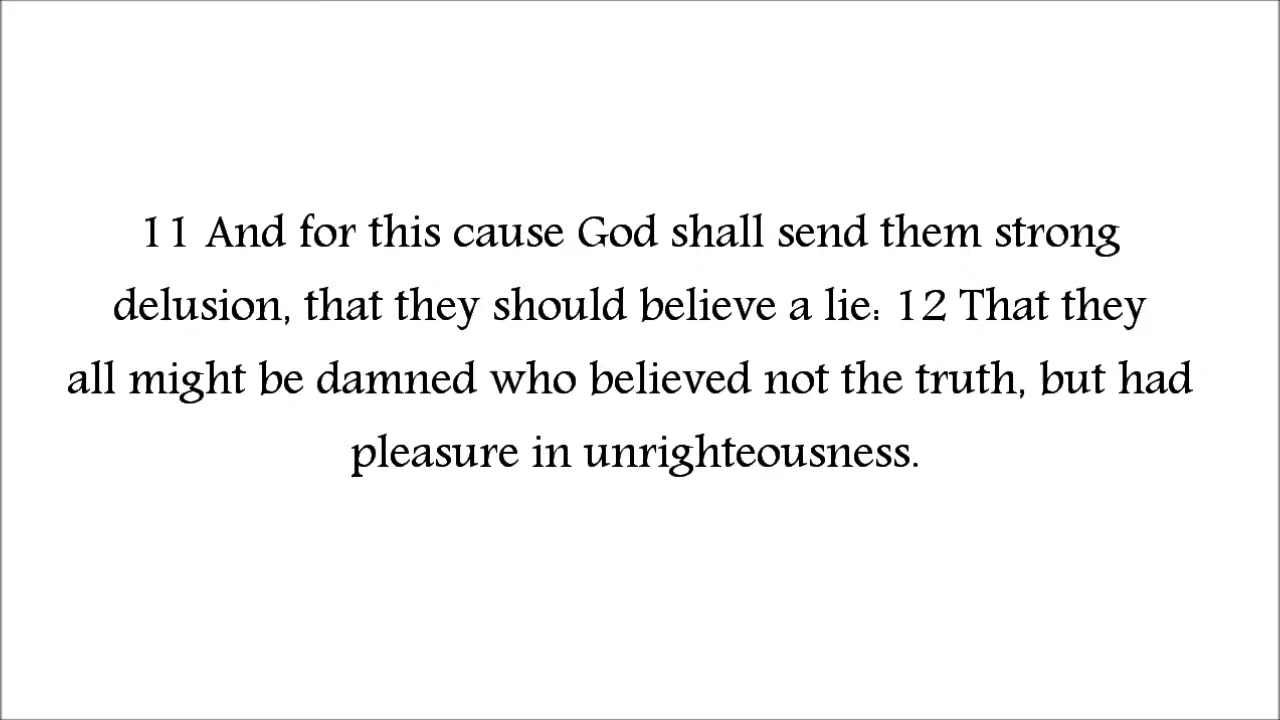 11 And for this cause God shall send them strong
delusion, that they should believe a lie: 12 That they
all might be damned who believed not the truth, but had
pleasure in unrighteousness.